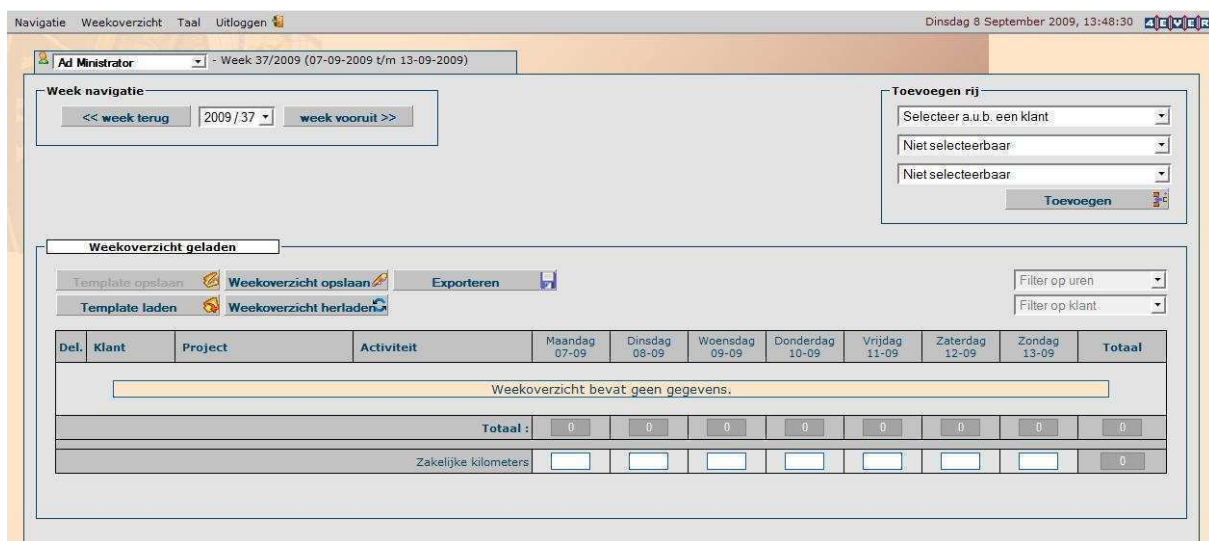 Navigatie Weekoverzicht Taal Uitloggen Dinsdag 8 September 2009, 13:48:30 4EVER
Ad Ministrator - Week 37/2009 (07-09-2009 t/m 13-09-2009)
Week navigatie
<< week terug 2009 / 37 week vooruit >>
Toevoegen rij
Selecteer a.u.b. een klant
Niet selecteerbaar
Niet selecteerbaar
Toevoegen
Weekoverzicht geladen
Template opslaan Weekoverzicht opslaan Exporteren Filter op uren
Template laden Weekoverzicht herladen Filter op klant
Del. Klant Project Activiteit Maandag 07-09 Dinsdag 08-09 Woensdag 09-09 Donderdag 10-09 Vrijdag 11-09 Zaterdag 12-09 Zondag 13-09 Totaal
Weekoverzicht bevat geen gegevens.
Totaal : 0 0 0 0 0 0 0 0
Zakelijke kilometers 0